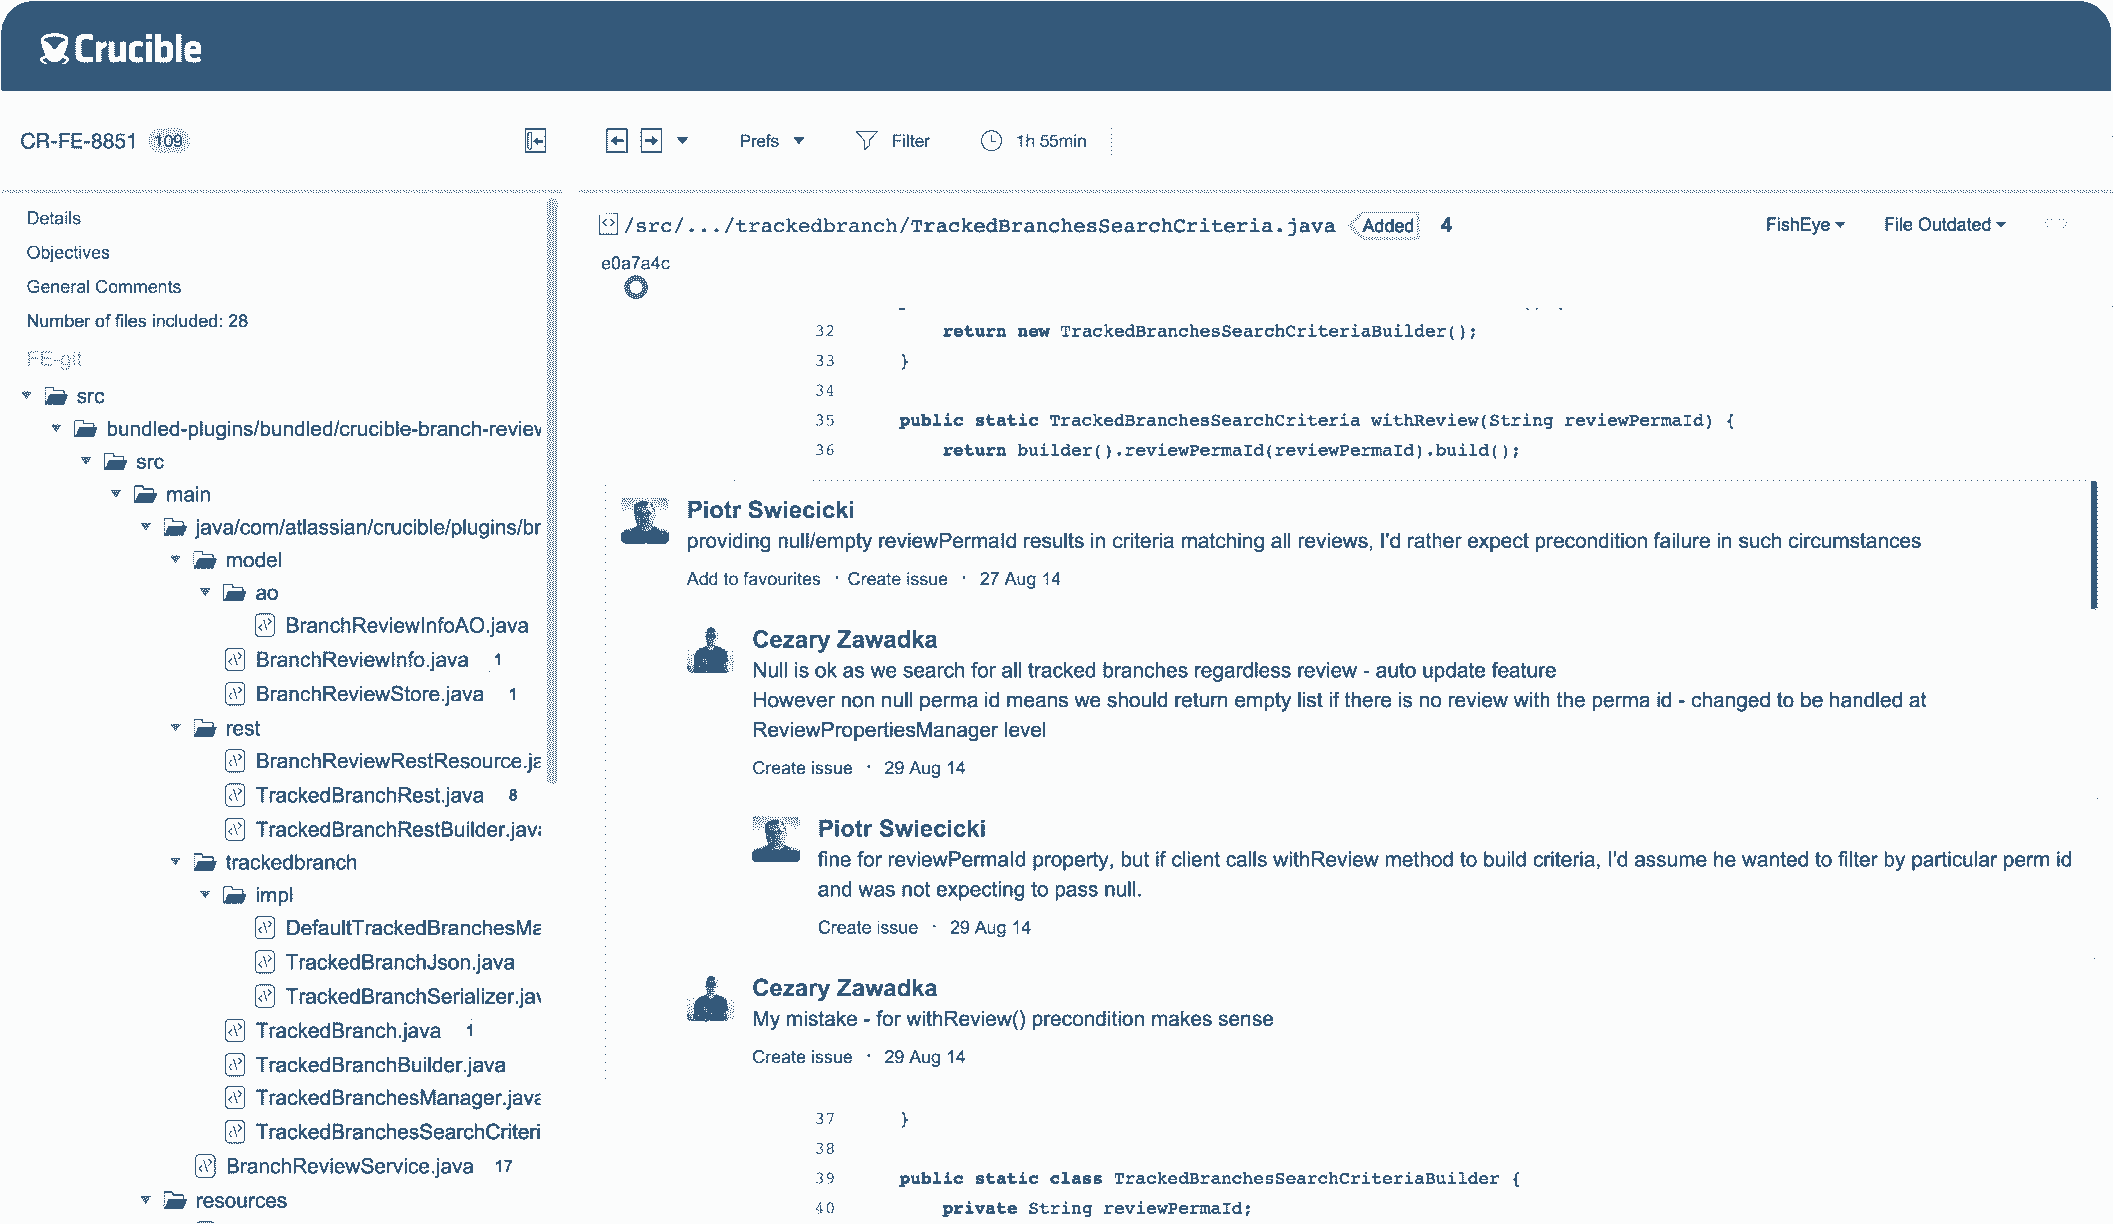 Crucible
CR-FE-8851 109
Prefs Filter 1h 55min
Details
Objectives
General Comments
Number of files included: 28
FE-git
src
bundled-plugins/bundled/crucible-branch-review
src
main
java/com/atlassian/crucible/plugins/br
model
ao
BranchReviewInfoAO.java
BranchReviewInfo.java 1
BranchReviewStore.java 1
rest
BranchReviewRestResource.ja
TrackedBranchRest.java 8
TrackedBranchRestBuilder.java
trackedbranch
impl
DefaultTrackedBranchesMa
TrackedBranchJson.java
TrackedBranchSerializer.jav
TrackedBranch.java 1
TrackedBranchBuilder.java
TrackedBranchesManager.java
TrackedBranchesSearchCriteri
BranchReviewService.java 17
resources
/src/.../trackedbranch/TrackedBranchesSearchCriteria.java Added 4 FishEye File Outdated
e0a7a4c
32 return new TrackedBranchesSearchCriteriaBuilder();
33 }
34
35 public static TrackedBranchesSearchCriteria withReview(String reviewPermaId) {
36 return builder().reviewPermaId(reviewPermaId).build();
Piotr Swiecicki
providing null/empty reviewPermaId results in criteria matching all reviews, I'd rather expect precondition failure in such circumstances
Add to favourites · Create issue · 27 Aug 14
Cezary Zawadka
Null is ok as we search for all tracked branches regardless review - auto update feature
However non null perma id means we should return empty list if there is no review with the perma id - changed to be handled at
ReviewPropertiesManager level
Create issue · 29 Aug 14
Piotr Swiecicki
fine for reviewPermaId property, but if client calls withReview method to build criteria, I'd assume he wanted to filter by particular perm id
and was not expecting to pass null.
Create issue · 29 Aug 14
Cezary Zawadka
My mistake - for withReview() precondition makes sense
Create issue · 29 Aug 14
37 }
38
39 public static class TrackedBranchesSearchCriteriaBuilder {
40 private String reviewPermaId;